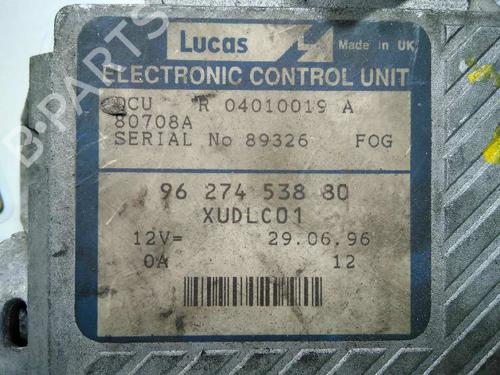 Lucas Made in UK
ELECTRONIC CONTROL UNIT
DCU R 04010019 A
80708A
SERIAL No 89326 FOG
96 274 538 80
XUDLC01
12V= 29.06.96
0A 12
B-PARTS